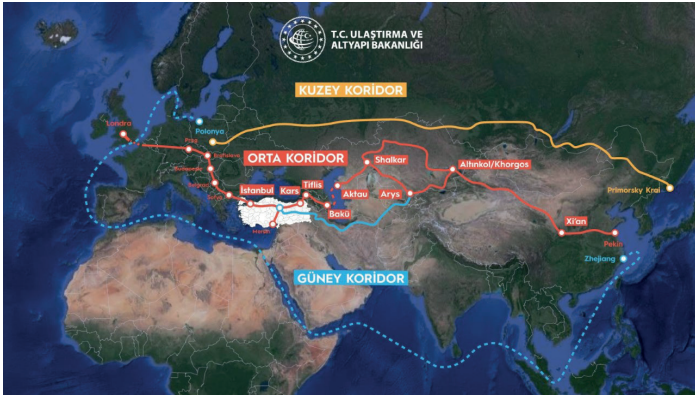 T.C. ULAŞTIRMA VE
ALTYAPI BAKANLIĞI
KUZEY KORİDOR
Londra
Polonya
Prag
ORTA KORİDOR
Shalkar
Altınkol/Khorgos
İstanbul
Kars
Tiflis
Aktau
Arys
Primorsky Krai
Bakü
Xi'an
Pekin
Zhejiang
GÜNEY KORİDOR